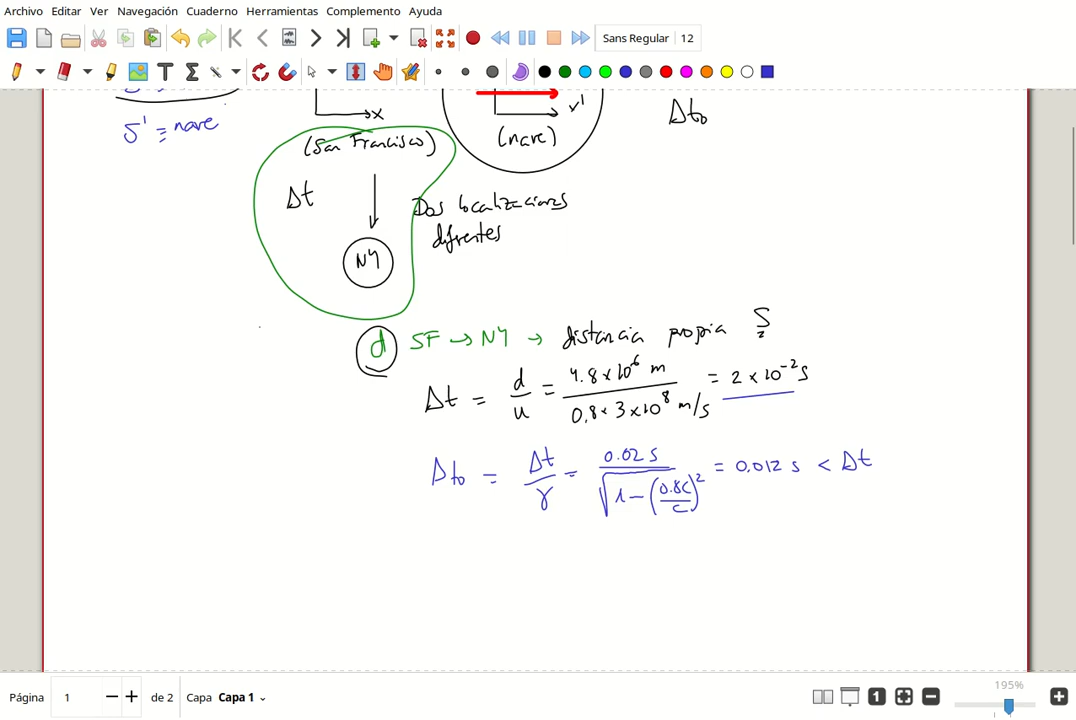 Archivo Editar Ver Navegación Cuaderno Herramientas Complemento Ayuda
Sans Regular 12
S' ≡ nave
x
x'
Δt₀
(San Francisco)
(nave)
Δt
Dos localizaciones
difrentes
NY
d SF → NY → distancia propia S
Δt = d/u = 4.8 × 10⁶ m / 0.8 · 3 × 10⁸ m/s = 2 × 10⁻² s
Δt₀ = Δt/γ = 0.02 s / √(1 − (0.8c/c)²) = 0.012 s < Δt
Página 1 de 2 Capa Capa 1
195%